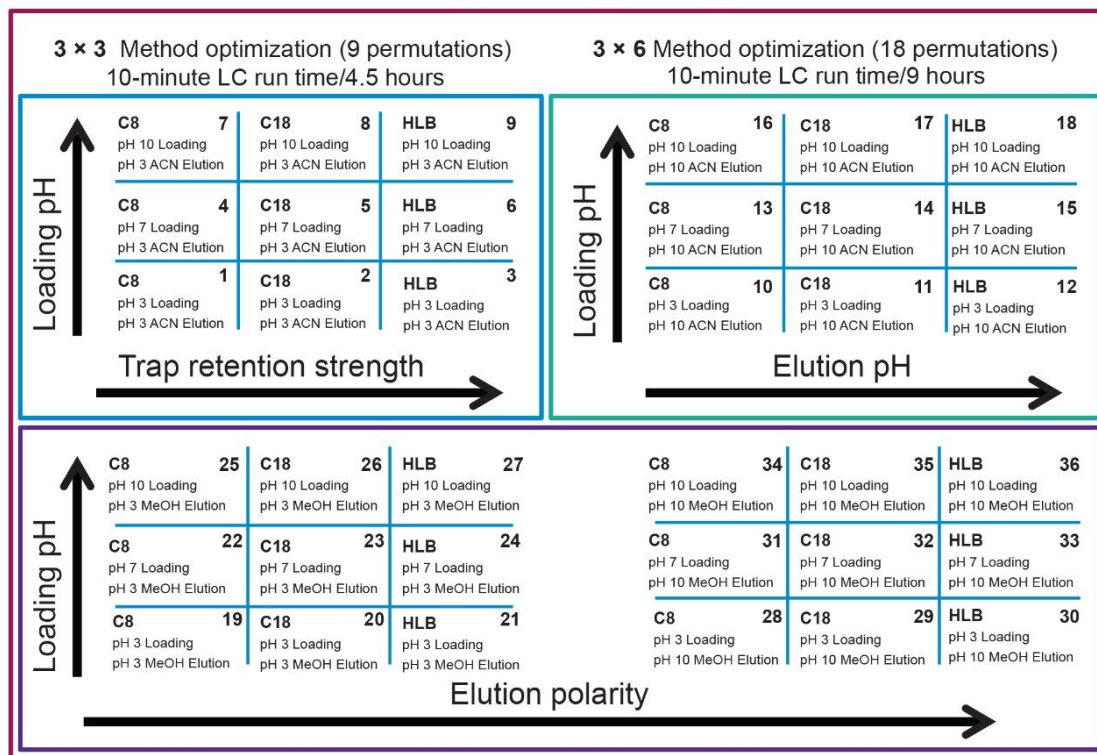 3 × 3 Method optimization (9 permutations)
10-minute LC run time/4.5 hours
3 × 6 Method optimization (18 permutations)
10-minute LC run time/9 hours
Loading pH
C8 7
pH 10 Loading
pH 3 ACN Elution
C18 8
pH 10 Loading
pH 3 ACN Elution
HLB 9
pH 10 Loading
pH 3 ACN Elution
C8 4
pH 7 Loading
pH 3 ACN Elution
C18 5
pH 7 Loading
pH 3 ACN Elution
HLB 6
pH 7 Loading
pH 3 ACN Elution
C8 1
pH 3 Loading
pH 3 ACN Elution
C18 2
pH 3 Loading
pH 3 ACN Elution
HLB 3
pH 3 Loading
pH 3 ACN Elution
Trap retention strength
Loading pH
C8 16
pH 10 Loading
pH 10 ACN Elution
C18 17
pH 10 Loading
pH 10 ACN Elution
HLB 18
pH 10 Loading
pH 10 ACN Elution
C8 13
pH 7 Loading
pH 10 ACN Elution
C18 14
pH 7 Loading
pH 10 ACN Elution
HLB 15
pH 7 Loading
pH 10 ACN Elution
C8 10
pH 3 Loading
pH 10 ACN Elution
C18 11
pH 3 Loading
pH 10 ACN Elution
HLB 12
pH 3 Loading
pH 10 ACN Elution
Elution pH
Loading pH
C8 25
pH 10 Loading
pH 3 MeOH Elution
C18 26
pH 10 Loading
pH 3 MeOH Elution
HLB 27
pH 10 Loading
pH 3 MeOH Elution
C8 22
pH 7 Loading
pH 3 MeOH Elution
C18 23
pH 7 Loading
pH 3 MeOH Elution
HLB 24
pH 7 Loading
pH 3 MeOH Elution
C8 19
pH 3 Loading
pH 3 MeOH Elution
C18 20
pH 3 Loading
pH 3 MeOH Elution
HLB 21
pH 3 Loading
pH 3 MeOH Elution
C8 34
pH 10 Loading
pH 10 MeOH Elution
C18 35
pH 10 Loading
pH 10 MeOH Elution
HLB 36
pH 10 Loading
pH 10 MeOH Elution
C8 31
pH 7 Loading
pH 10 MeOH Elution
C18 32
pH 7 Loading
pH 10 MeOH Elution
HLB 33
pH 7 Loading
pH 10 MeOH Elution
C8 28
pH 3 Loading
pH 10 MeOH Elution
C18 29
pH 3 Loading
pH 10 MeOH Elution
HLB 30
pH 3 Loading
pH 10 MeOH Elution
Elution polarity